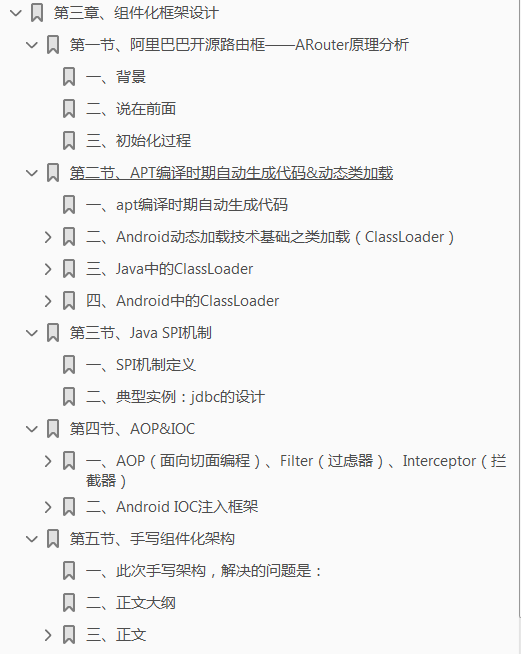 第三章、组件化框架设计
第一节、阿里巴巴开源路由框——ARouter原理分析
一、背景
二、说在前面
三、初始化过程
第二节、APT编译时期自动生成代码&动态类加载
一、apt编译时期自动生成代码
二、Android动态加载技术基础之类加载（ClassLoader）
三、Java中的ClassLoader
四、Android中的ClassLoader
第三节、Java SPI机制
一、SPI机制定义
二、典型实例：jdbc的设计
第四节、AOP&IOC
一、AOP（面向切面编程）、Filter（过虑器）、Interceptor（拦
截器）
二、Android IOC注入框架
第五节、手写组件化架构
一、此次手写架构，解决的问题是：
二、正文大纲
三、正文